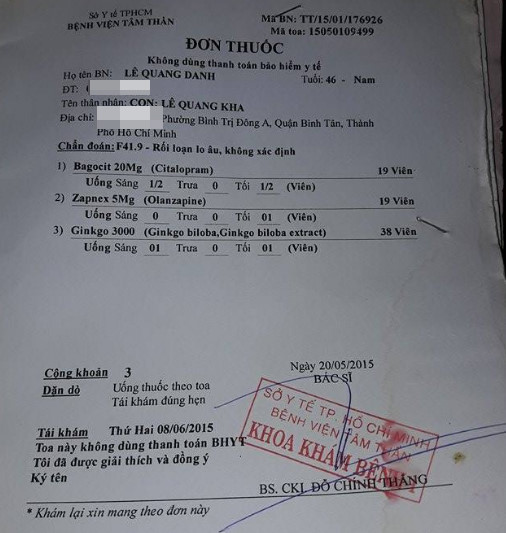 Sở Y tế TPHCM
BỆNH VIỆN TÂM THẦN
Mã BN: TT/15/01/176926
Mã toa: 15050109499
ĐƠN THUỐC
Không dùng thanh toán bảo hiểm y tế
Họ tên BN: LÊ QUANG DANH Tuổi: 46 - Nam
ĐT:
Tên thân nhân: CON: LÊ QUANG KHA
Địa chỉ: Phường Bình Trị Đông A, Quận Bình Tân, Thành
Phố Hồ Chí Minh
Chẩn đoán: F41.9 - Rối loạn lo âu, không xác định
1) Bagocit 20Mg (Citalopram) 19 Viên
Uống Sáng 1/2 Trưa 0 Tối 1/2 (Viên)
2) Zapnex 5Mg (Olanzapine) 19 Viên
Uống Sáng 0 Trưa 0 Tối 01 (Viên)
3) Ginkgo 3000 (Ginkgo biloba,Ginkgo biloba extract) 38 Viên
Uống Sáng 01 Trưa 0 Tối 01 (Viên)
Cộng khoản 3
Dặn dò Uống thuốc theo toa
Tái khám đúng hẹn
Ngày 20/05/2015
BÁC SĨ
SỞ Y TẾ TP. HỒ CHÍ MINH
BỆNH VIỆN TÂM THẦN
KHOA KHÁM BỆNH
Tái khám Thứ Hai 08/06/2015
Toa này không dùng thanh toán BHYT
Tôi đã được giải thích và đồng ý
Ký tên
BS. CKI. ĐỖ CHÍNH THẮNG
* Khám lại xin mang theo đơn này